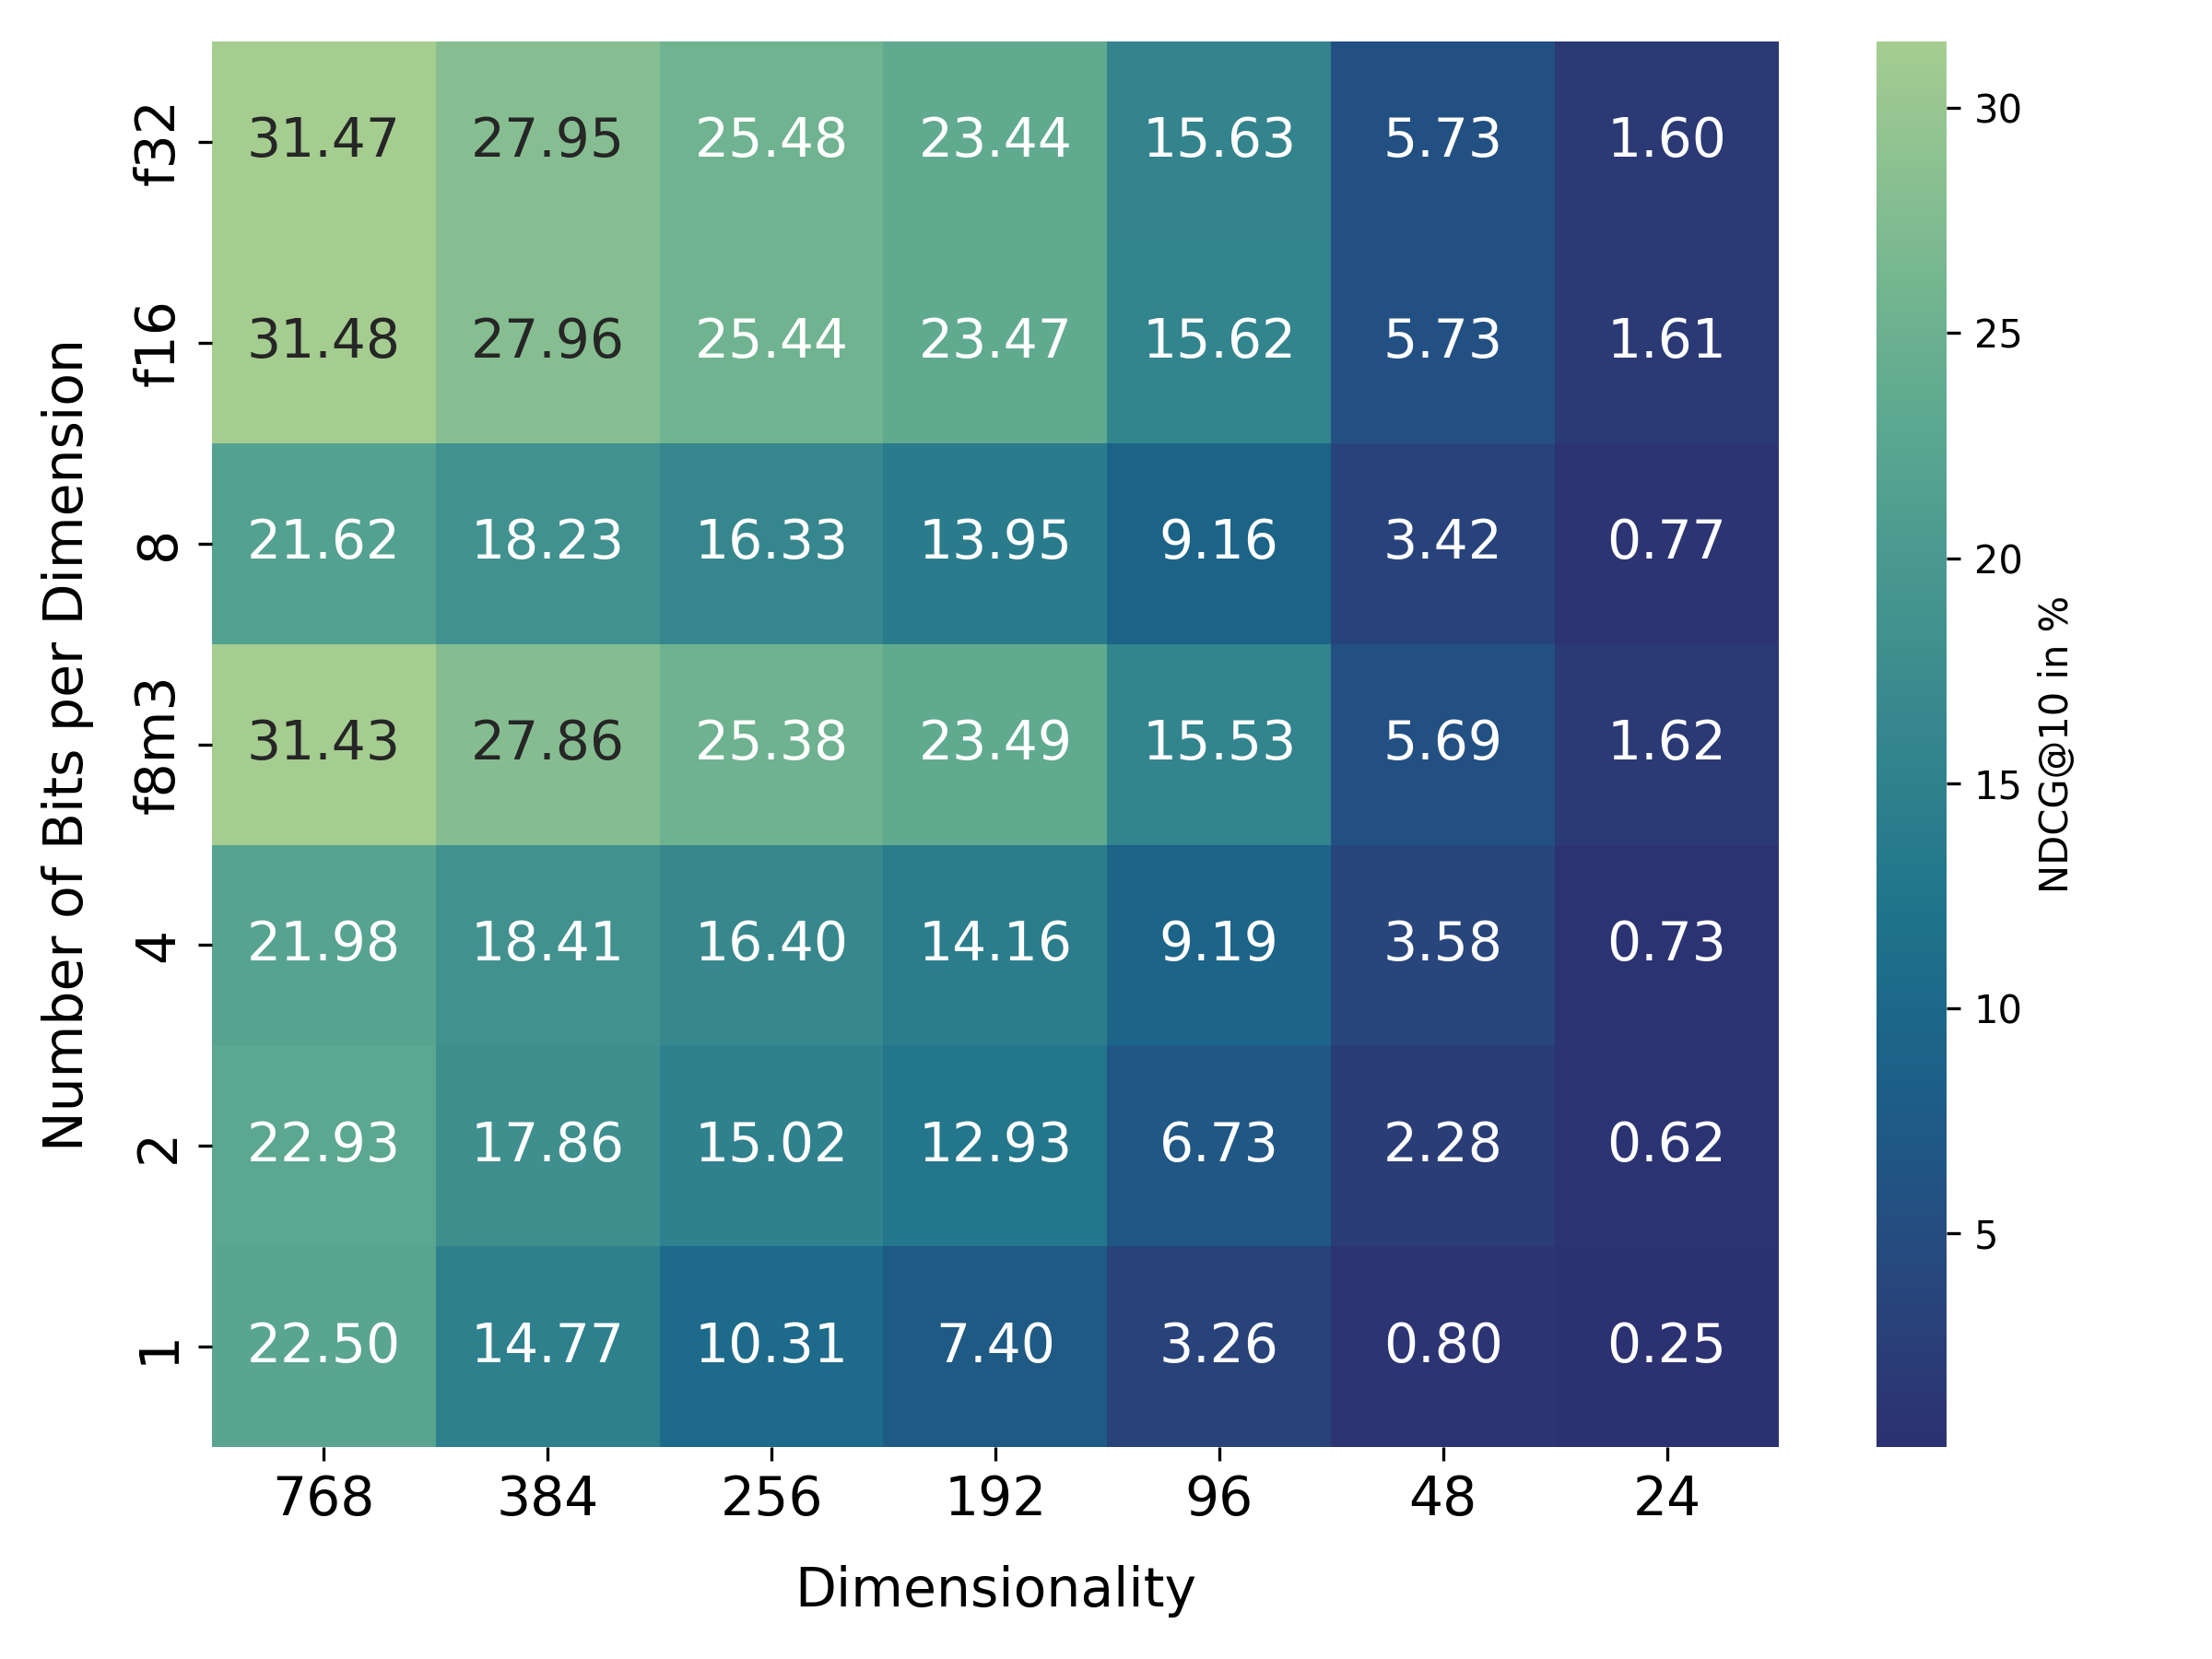 Number of Bits per Dimension
f32 31.47 27.95 25.48 23.44 15.63 5.73 1.60
f16 31.48 27.96 25.44 23.47 15.62 5.73 1.61
8 21.62 18.23 16.33 13.95 9.16 3.42 0.77
f8m3 31.43 27.86 25.38 23.49 15.53 5.69 1.62
4 21.98 18.41 16.40 14.16 9.19 3.58 0.73
2 22.93 17.86 15.02 12.93 6.73 2.28 0.62
1 22.50 14.77 10.31 7.40 3.26 0.80 0.25
768 384 256 192 96 48 24
Dimensionality
30
25
20
15
10
5
NDCG@10 in %